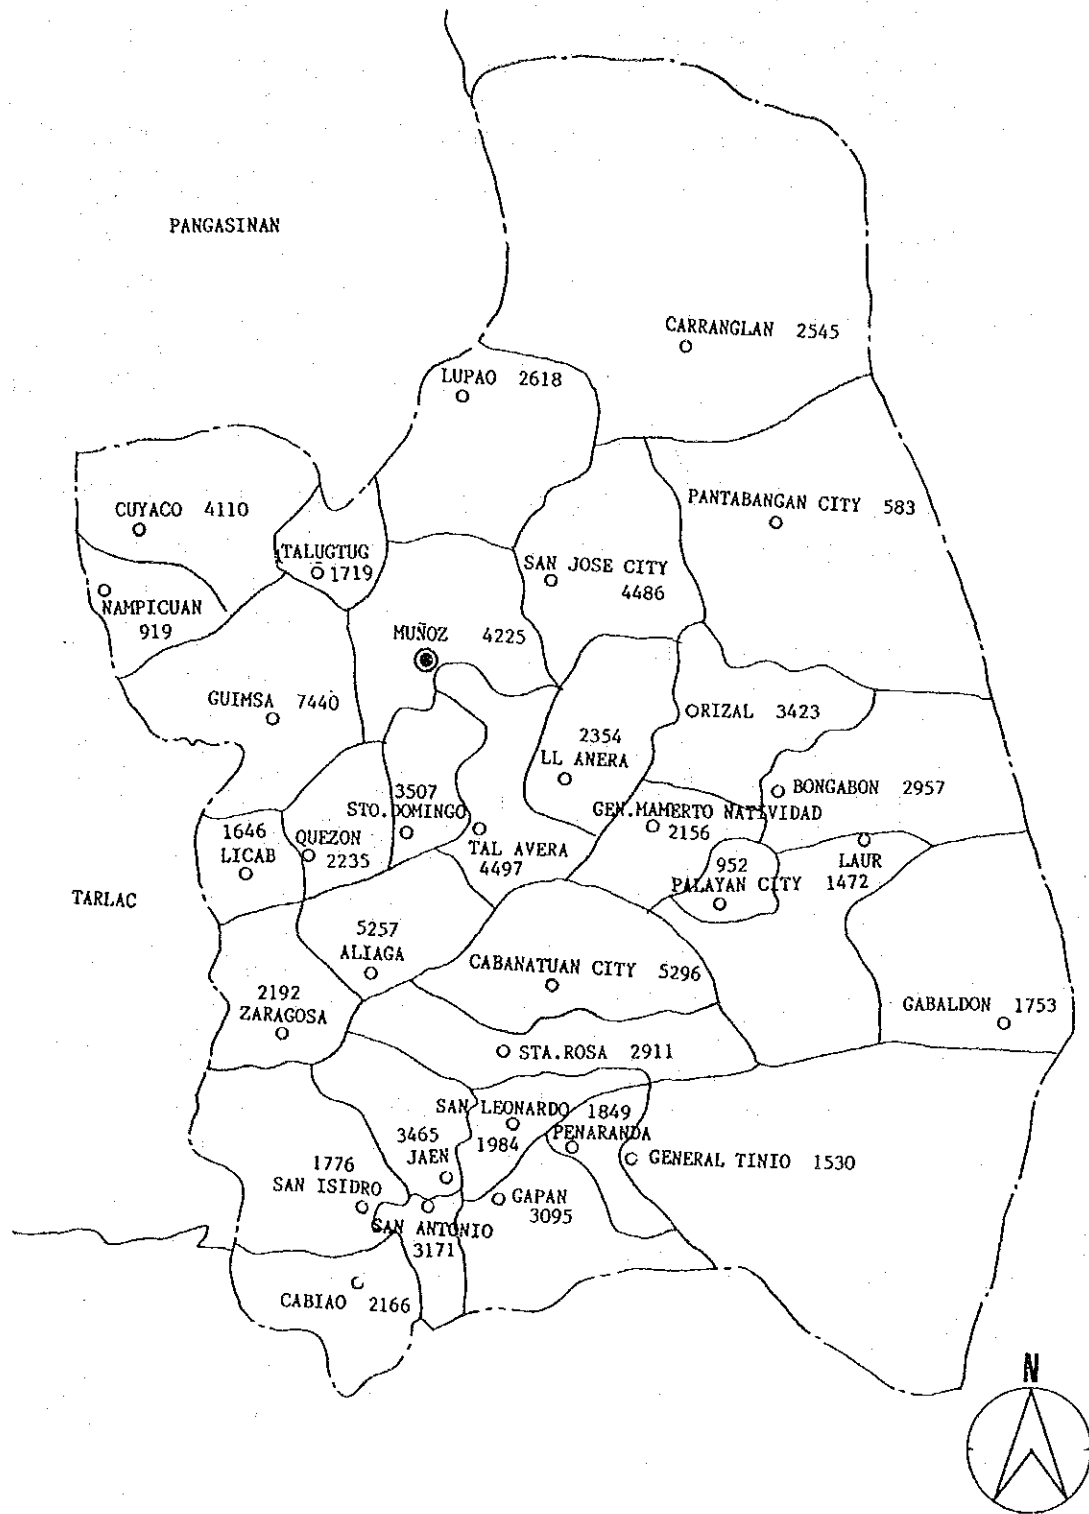 PANGASINAN
CARRANGLAN 2545
LUPAO 2618
CUYACO 4110
PANTABANGAN CITY 583
TALUGTUG
1719
SAN JOSE CITY
4486
NAMPICUAN
919
MUÑOZ 4225
GUIMSA 7440
RIZAL 3423
2354
LL ANERA
BONGABON 2957
3507
STO.DOMINGO
GEN.MAMERTO NATIVIDAD
2156
1646
LICAB
QUEZON
2235
TAL AVERA
4497
LAUR
1472
952
PALAYAN CITY
TARLAC
5257
ALIAGA
CABANATUAN CITY 5296
2192
ZARAGOSA
GABALDON 1753
STA.ROSA 2911
SAN LEONARDO
1984
1849
PENARANDA
3465
JAEN
GENERAL TINIO 1530
1776
SAN ISIDRO
GAPAN
3095
SAN ANTONIO
3171
CABIAO 2166
N